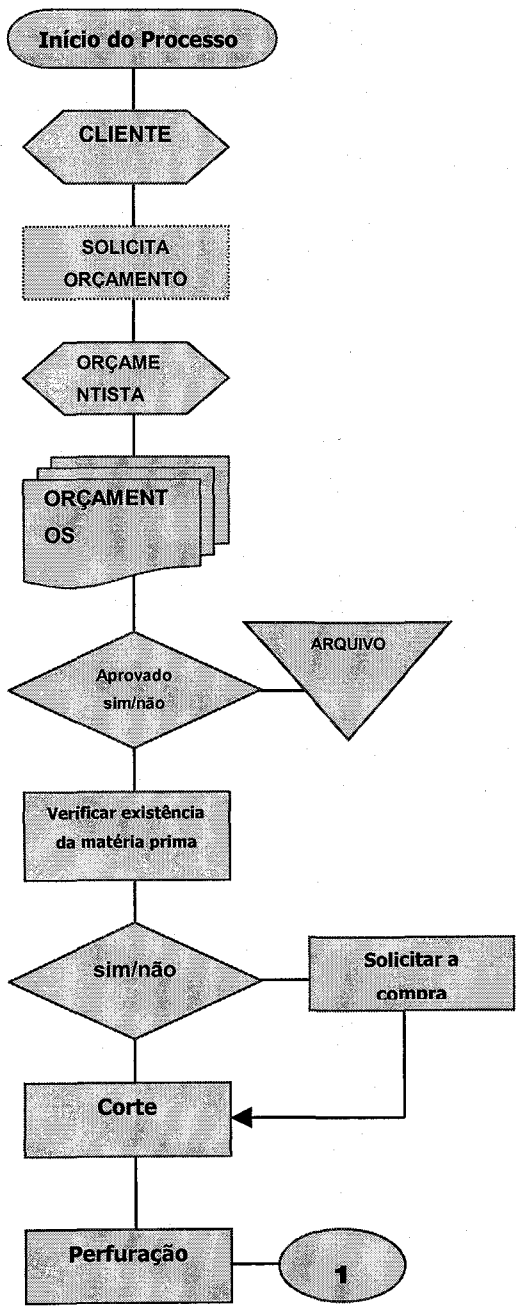 Início do Processo
CLIENTE
SOLICITA
ORÇAMENTO
ORÇAME
NTISTA
ORÇAMENT
OS
Aprovado
sim/não
ARQUIVO
Verificar existência
da matéria prima
sim/não
Solicitar a
compra
Corte
Perfuração
1